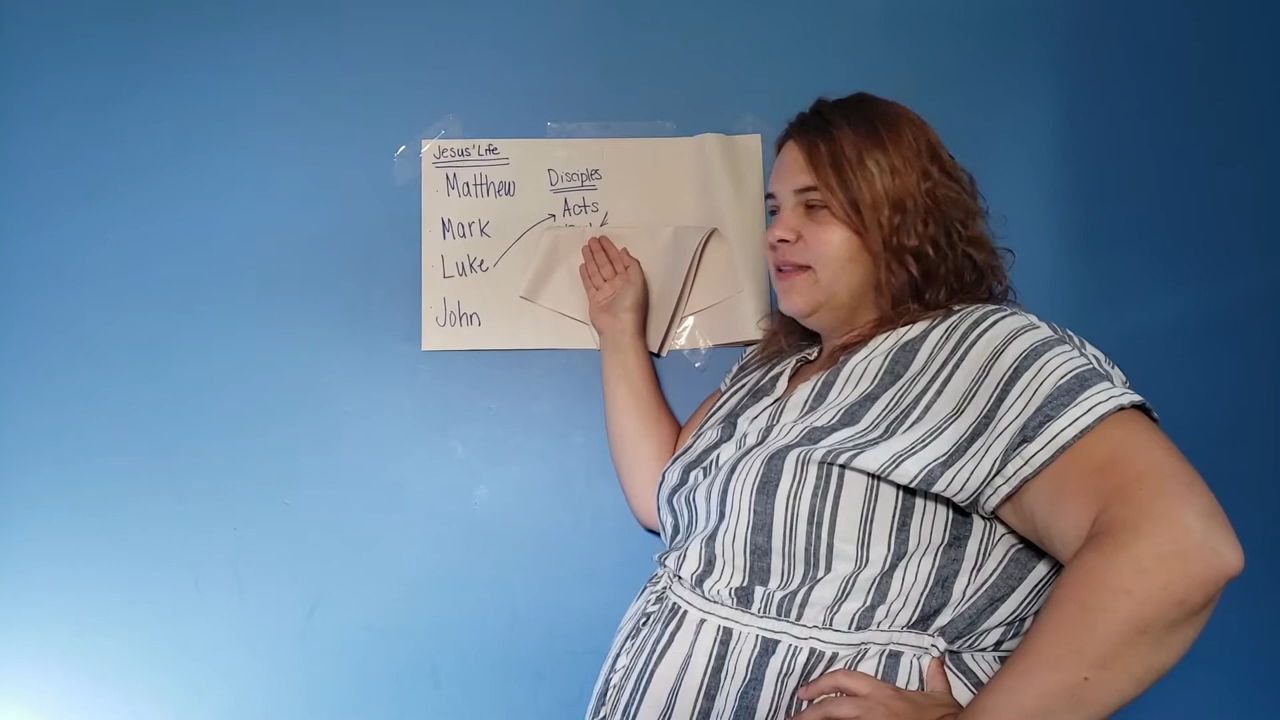 Jesus' Life
Matthew
Mark
Luke
John
Disciples
Acts